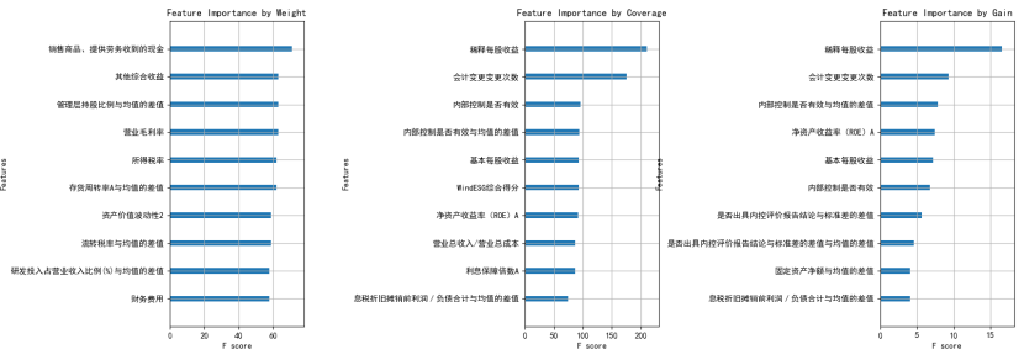 Feature Importance by Weight
销售商品、提供劳务收到的现金
其他综合收益
管理层持股比例与均值的差值
营业毛利率
所得税率
存货周转率A与均值的差值
资产价值波动性2
流转税率与均值的差值
研发投入占营业收入比例(%)与均值的差值
财务费用
Features
0 20 40 60
F score
Feature Importance by Coverage
稀释每股收益
会计变更变更次数
内部控制是否有效
内部控制是否有效与均值的差值
基本每股收益
WindESG综合得分
净资产收益率 (ROE) A
营业总收入/营业总成本
利息保障倍数A
息税折旧摊销前利润／负债合计与均值的差值
Features
0 50 100 150 200
F score
Feature Importance by Gain
稀释每股收益
会计变更变更次数
内部控制是否有效与均值的差值
净资产收益率 (ROE) A
基本每股收益
内部控制是否有效
是否出具内控评价报告结论与标准差的差值
是否出具内控评价报告结论与标准差的差值与均值的差值
固定资产净额与均值的差值
息税折旧摊销前利润／负债合计与均值的差值
Features
0 5 10 15
F score